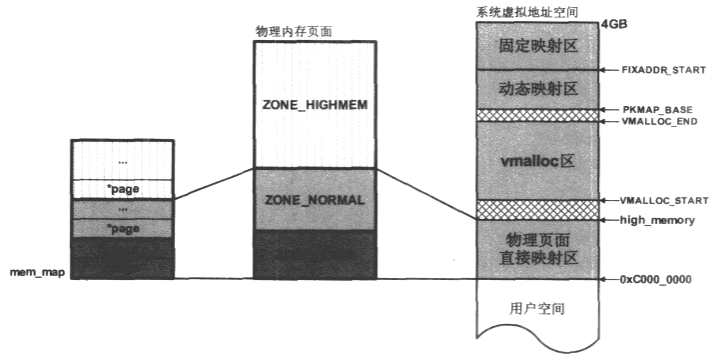 系统虚拟地址空间
4GB
物理内存页面
固定映射区
FIXADDR_START
动态映射区
PKMAP_BASE
VMALLOC_END
ZONE_HIGHMEM
vmalloc区
...
*page
...
*page
ZONE_NORMAL
VMALLOC_START
high_memory
物理页面
直接映射区
mem_map
0xC000_0000
用户空间